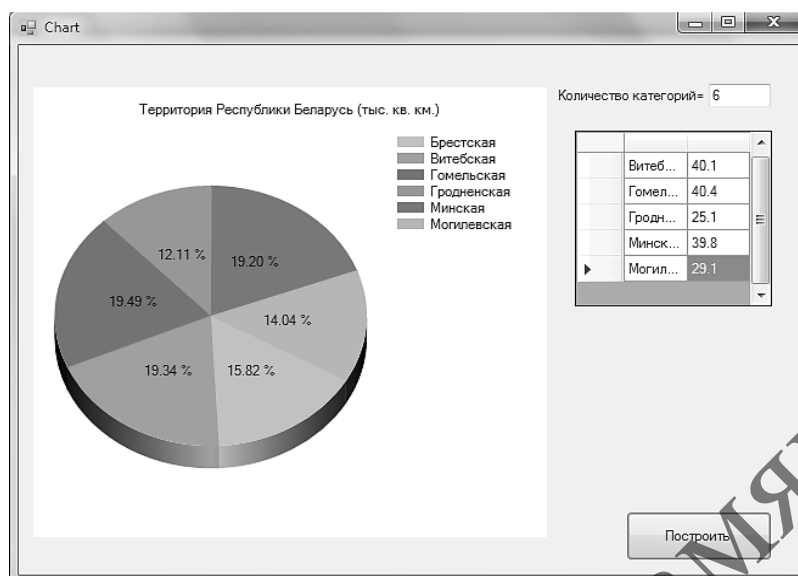 Chart
Количество категорий= 6
Территория Республики Беларусь (тыс. кв. км.)
Брестская
Витебская
Гомельская
Гродненская
Минская
Могилевская
12.11 %
19.20 %
19.49 %
14.04 %
19.34 %
15.82 %
Витеб... 40.1
Гомел... 40.4
Гродн... 25.1
Минск... 39.8
Могил... 29.1
Построить